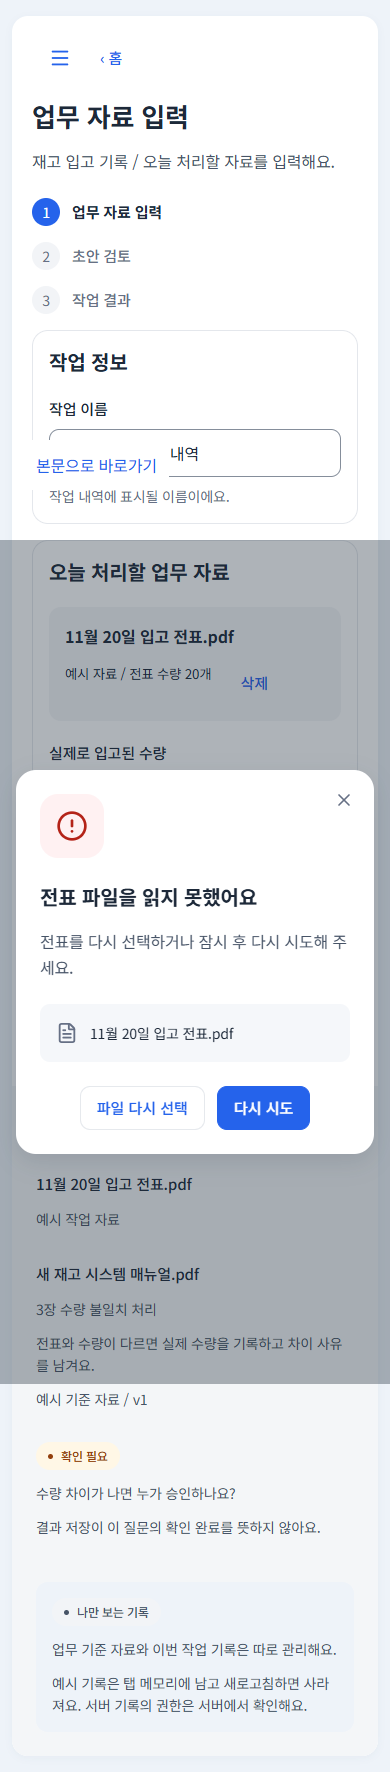 ‹ 홈
업무 자료 입력
재고 입고 기록 / 오늘 처리할 자료를 입력해요.
1 업무 자료 입력
2 초안 검토
3 작업 결과
작업 정보
작업 이름
내역
본문으로 바로가기
작업 내역에 표시될 이름이에요.
오늘 처리할 업무 자료
11월 20일 입고 전표.pdf
예시 자료 / 전표 수량 20개
삭제
실제로 입고된 수량
전표 파일을 읽지 못했어요
전표를 다시 선택하거나 잠시 후 다시 시도해 주
세요.
11월 20일 입고 전표.pdf
파일 다시 선택 다시 시도
11월 20일 입고 전표.pdf
예시 작업 자료
새 재고 시스템 매뉴얼.pdf
3장 수량 불일치 처리
전표와 수량이 다르면 실제 수량을 기록하고 차이 사유
를 남겨요.
예시 기준 자료 / v1
확인 필요
수량 차이가 나면 누가 승인하나요?
결과 저장이 이 질문의 확인 완료를 뜻하지 않아요.
나만 보는 기록
업무 기준 자료와 이번 작업 기록은 따로 관리해요.
예시 기록은 탭 메모리에 남고 새로고침하면 사라
져요. 서버 기록의 권한은 서버에서 확인해요.